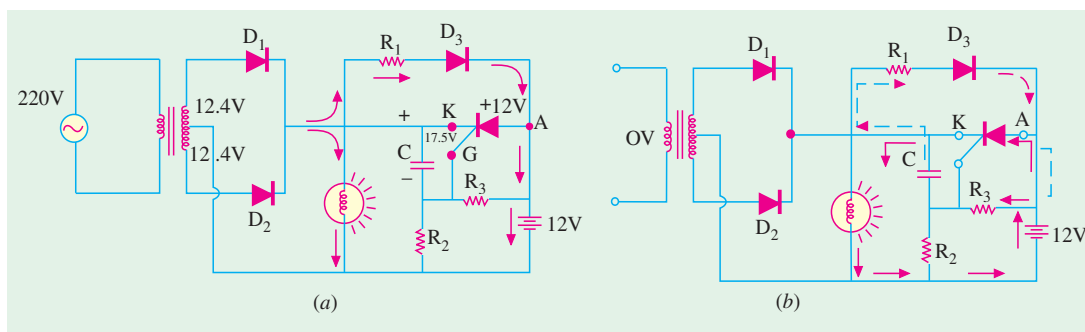 D1
R1
D3
220V
12.4V
12 .4V
+
K
+12V
A
17.5V
G
C
–
R3
D2
R2
12V
(a)
D1
R1
D3
OV
K
A
C
R3
D2
R2
12V
(b)